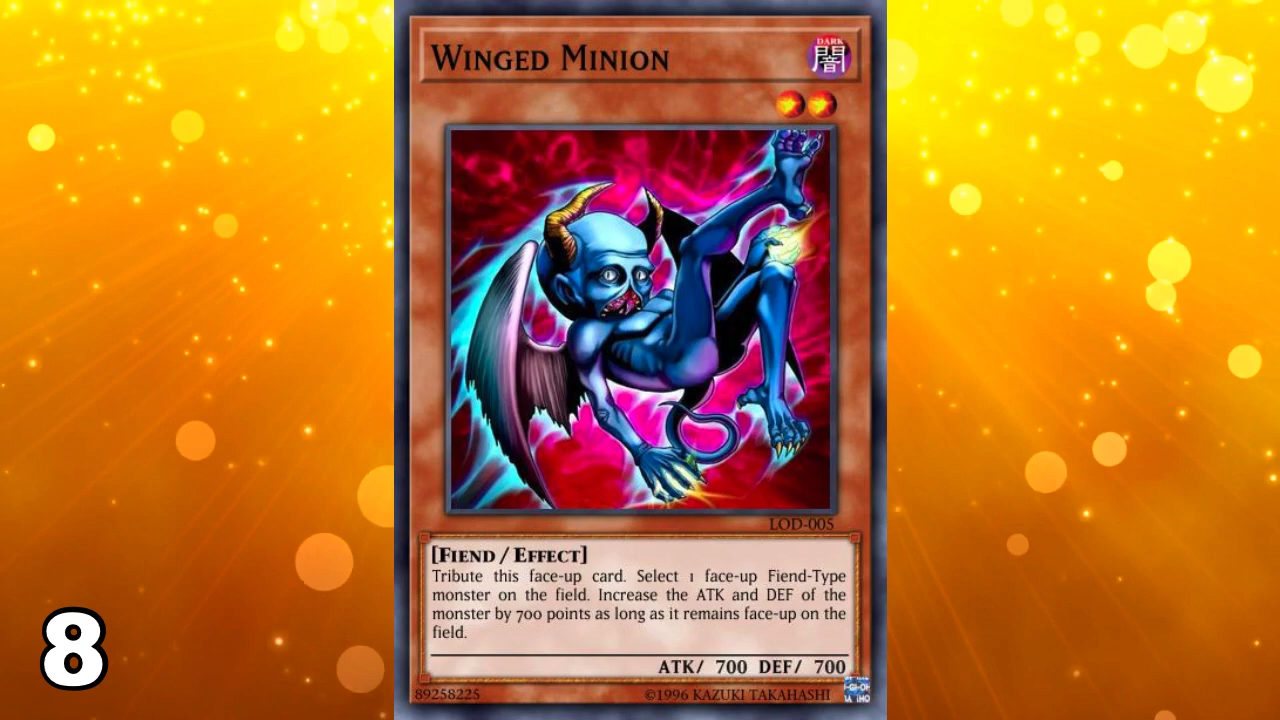 WINGED MINION
DARK
闇
LOD-005
[FIEND / EFFECT]
Tribute this face-up card. Select 1 face-up Fiend-Type
monster on the field. Increase the ATK and DEF of the
monster by 700 points as long as it remains face-up on the
field.
ATK/ 700 DEF/ 700
89258225
©1996 KAZUKI TAKAHASHI
8